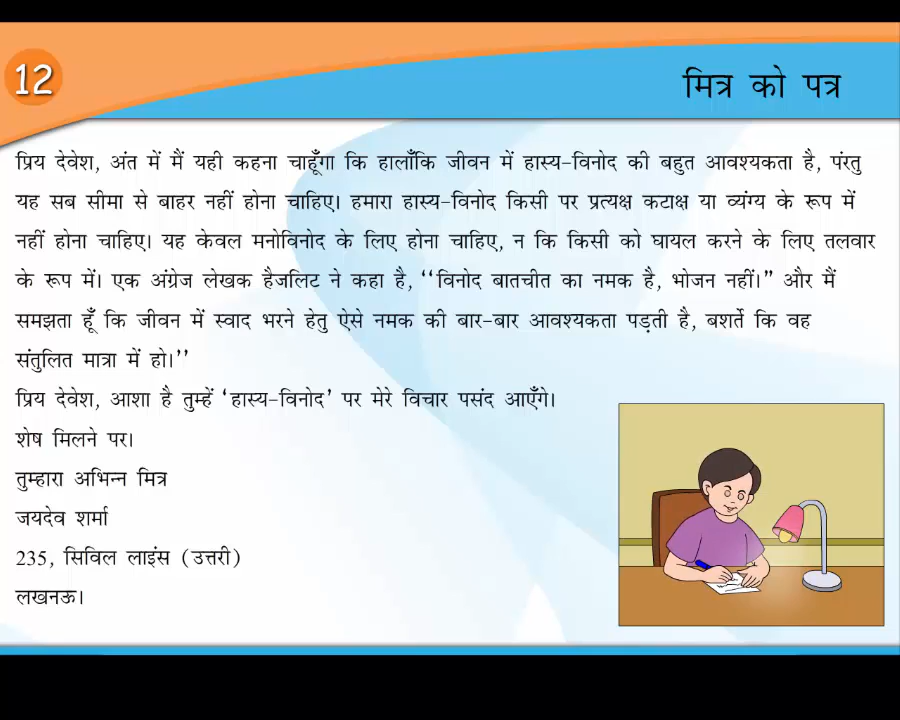 12
मित्र को पत्र
प्रिय देवेश, अंत में मैं यही कहना चाहूँगा कि हालाँकि जीवन में हास्य-विनोद की बहुत आवश्यकता है, पंरतु
यह सब सीमा से बाहर नहीं होना चाहिए। हमारा हास्य-विनोद किसी पर प्रत्यक्ष कटाक्ष या व्यंग्य के रूप में
नहीं होना चाहिए। यह केवल मनोविनोद के लिए होना चाहिए, न कि किसी को घायल करने के लिए तलवार
के रूप में। एक अंग्रेज लेखक हैजलिट ने कहा है, ‘‘विनोद बातचीत का नमक है, भोजन नहीं।” और मैं
समझता हूँ कि जीवन में स्वाद भरने हेतु ऐसे नमक की बार-बार आवश्यकता पड़ती है, बशर्ते कि वह
संतुलित मात्रा में हो।’’
प्रिय देवेश, आशा है तुम्हें ‘हास्य-विनोद’ पर मेरे विचार पसंद आएँगे।
शेष मिलने पर।
तुम्हारा अभिन्न मित्र
जयदेव शर्मा
235, सिविल लाइंस (उत्तरी)
लखनऊ।